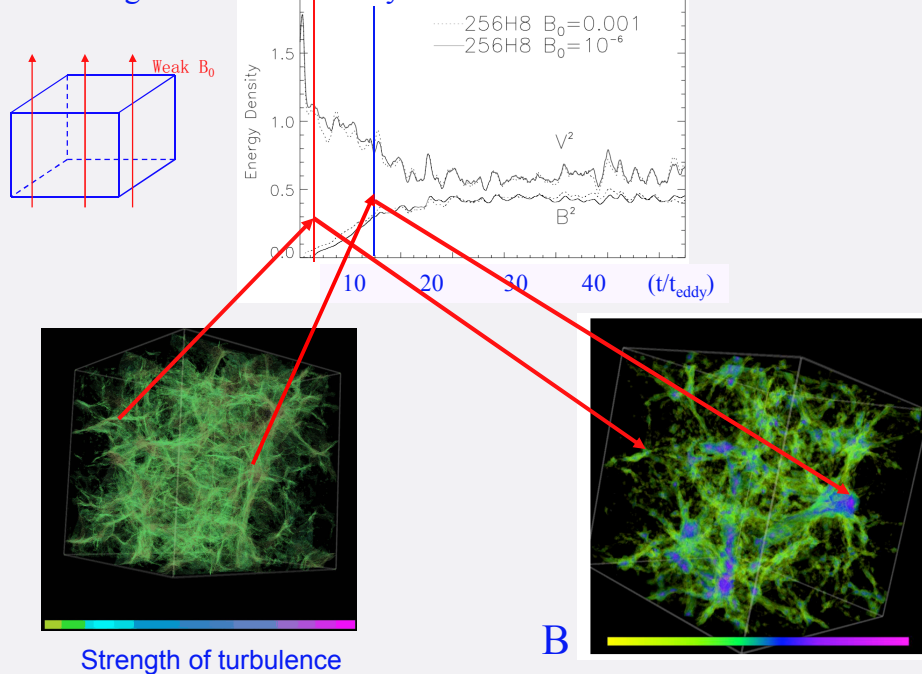 256H8 B₀=0.001
256H8 B₀=10⁻⁶
Weak B₀
Energy Density
1.5
1.0
0.5
0.0
V²
B²
10 20 30 40 (t/t_eddy)
Strength of turbulence
B